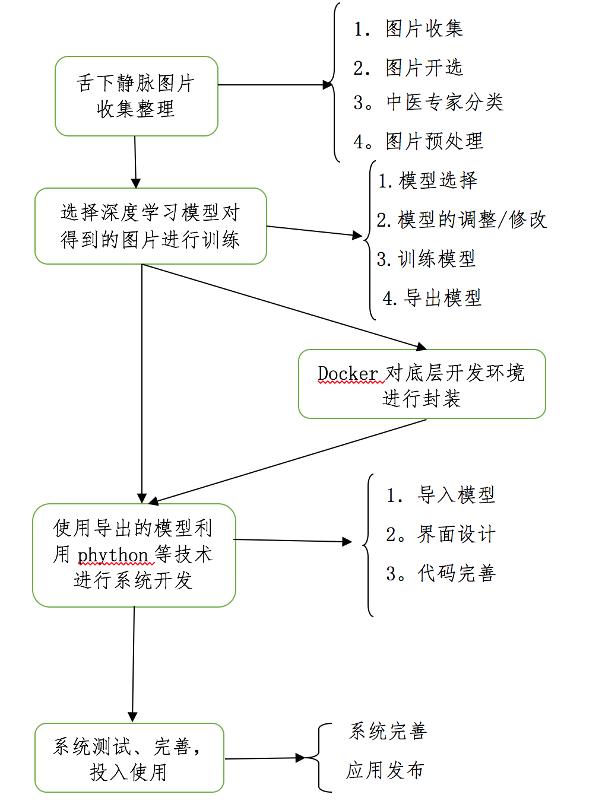 舌下静脉图片
收集整理
1. 图片收集
2. 图片开选
3。中医专家分类
4。图片预处理
选择深度学习模型对
得到的图片进行训练
1.模型选择
2.模型的调整/修改
3.训练模型
4.导出模型
Docker 对底层开发环境
进行封装
使用导出的模型利
用 phython 等技术
进行系统开发
1. 导入模型
2。界面设计
3。代码完善
系统测试、完善，
投入使用
系统完善
应用发布